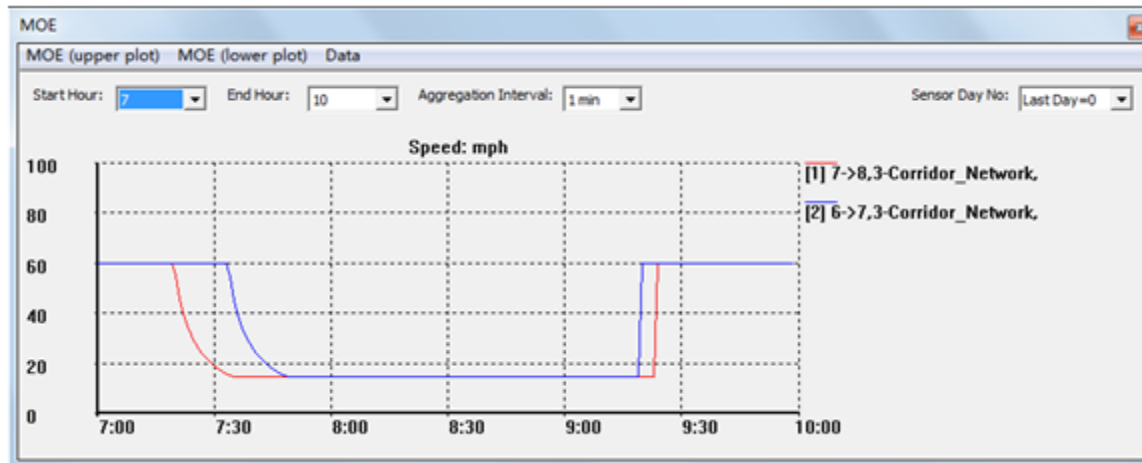 MOE
MOE (upper plot) MOE (lower plot) Data
Start Hour: 7 End Hour: 10 Aggregation Interval: 1 min Sensor Day No: Last Day=0
Speed: mph
100
[1] 7->8,3-Corridor_Network,
80
[2] 6->7,3-Corridor_Network,
60
40
20
0
7:00 7:30 8:00 8:30 9:00 9:30 10:00